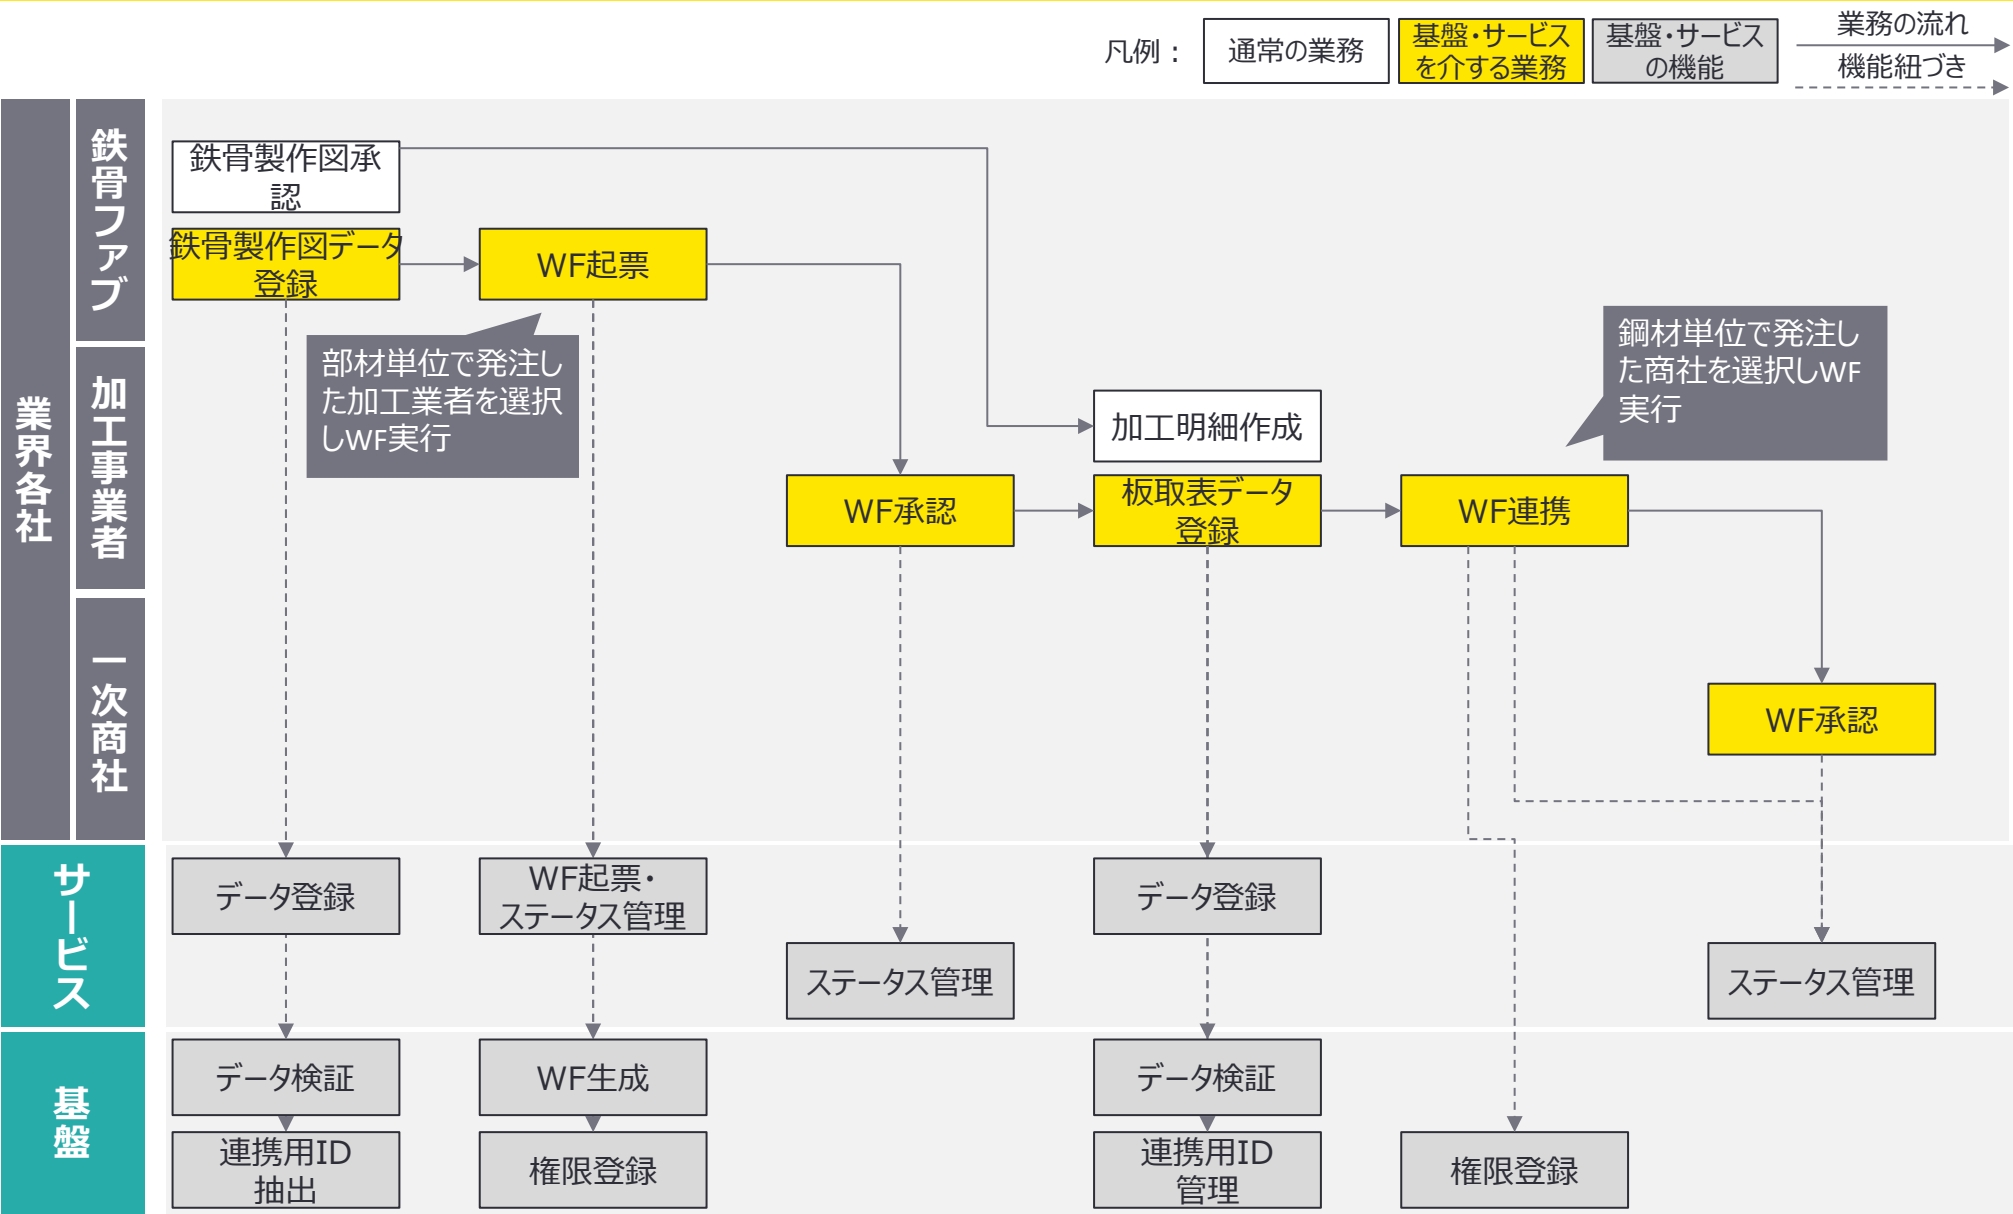 凡例：
通常の業務
基盤・サービス
を介する業務
基盤・サービス
の機能
業務の流れ
機能紐づき
業界各社
鉄骨ファブ
鉄骨製作図承
認
鉄骨製作図データ
登録
WF起票
部材単位で発注し
た加工業者を選択
しWF実行
鋼材単位で発注し
た商社を選択しWF
実行
加工事業者
加工明細作成
WF承認
板取表データ
登録
WF連携
一次商社
WF承認
サービス
データ登録
WF起票・
ステータス管理
データ登録
ステータス管理
ステータス管理
基盤
データ検証
WF生成
データ検証
連携用ID
抽出
権限登録
連携用ID
管理
権限登録